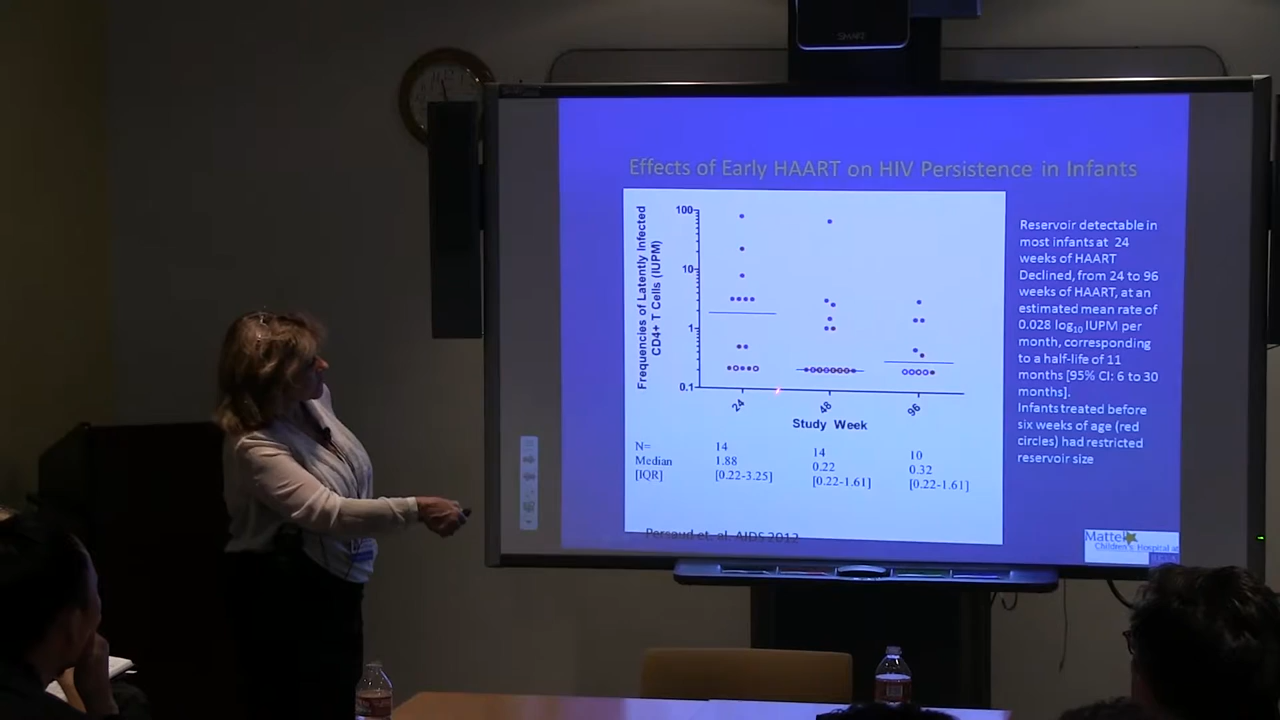 SMART
Effects of Early HAART on HIV Persistence in Infants
Frequencies of Latently Infected
CD4+ T Cells (IUPM)
100
10
1
0.1
24
48
96
Study Week
N=
14
14
10
Median
1.88
0.22
0.32
[IQR]
[0.22-3.25]
[0.22-1.61]
[0.22-1.61]
Persaud et. al. AIDS 2012
Reservoir detectable in
most infants at 24
weeks of HAART
Declined, from 24 to 96
weeks of HAART, at an
estimated mean rate of
0.028 log₁₀ IUPM per
month, corresponding
to a half-life of 11
months [95% CI: 6 to 30
months].
Infants treated before
six weeks of age (red
circles) had restricted
reservoir size
Mattel
Children's Hospital at
UCLA